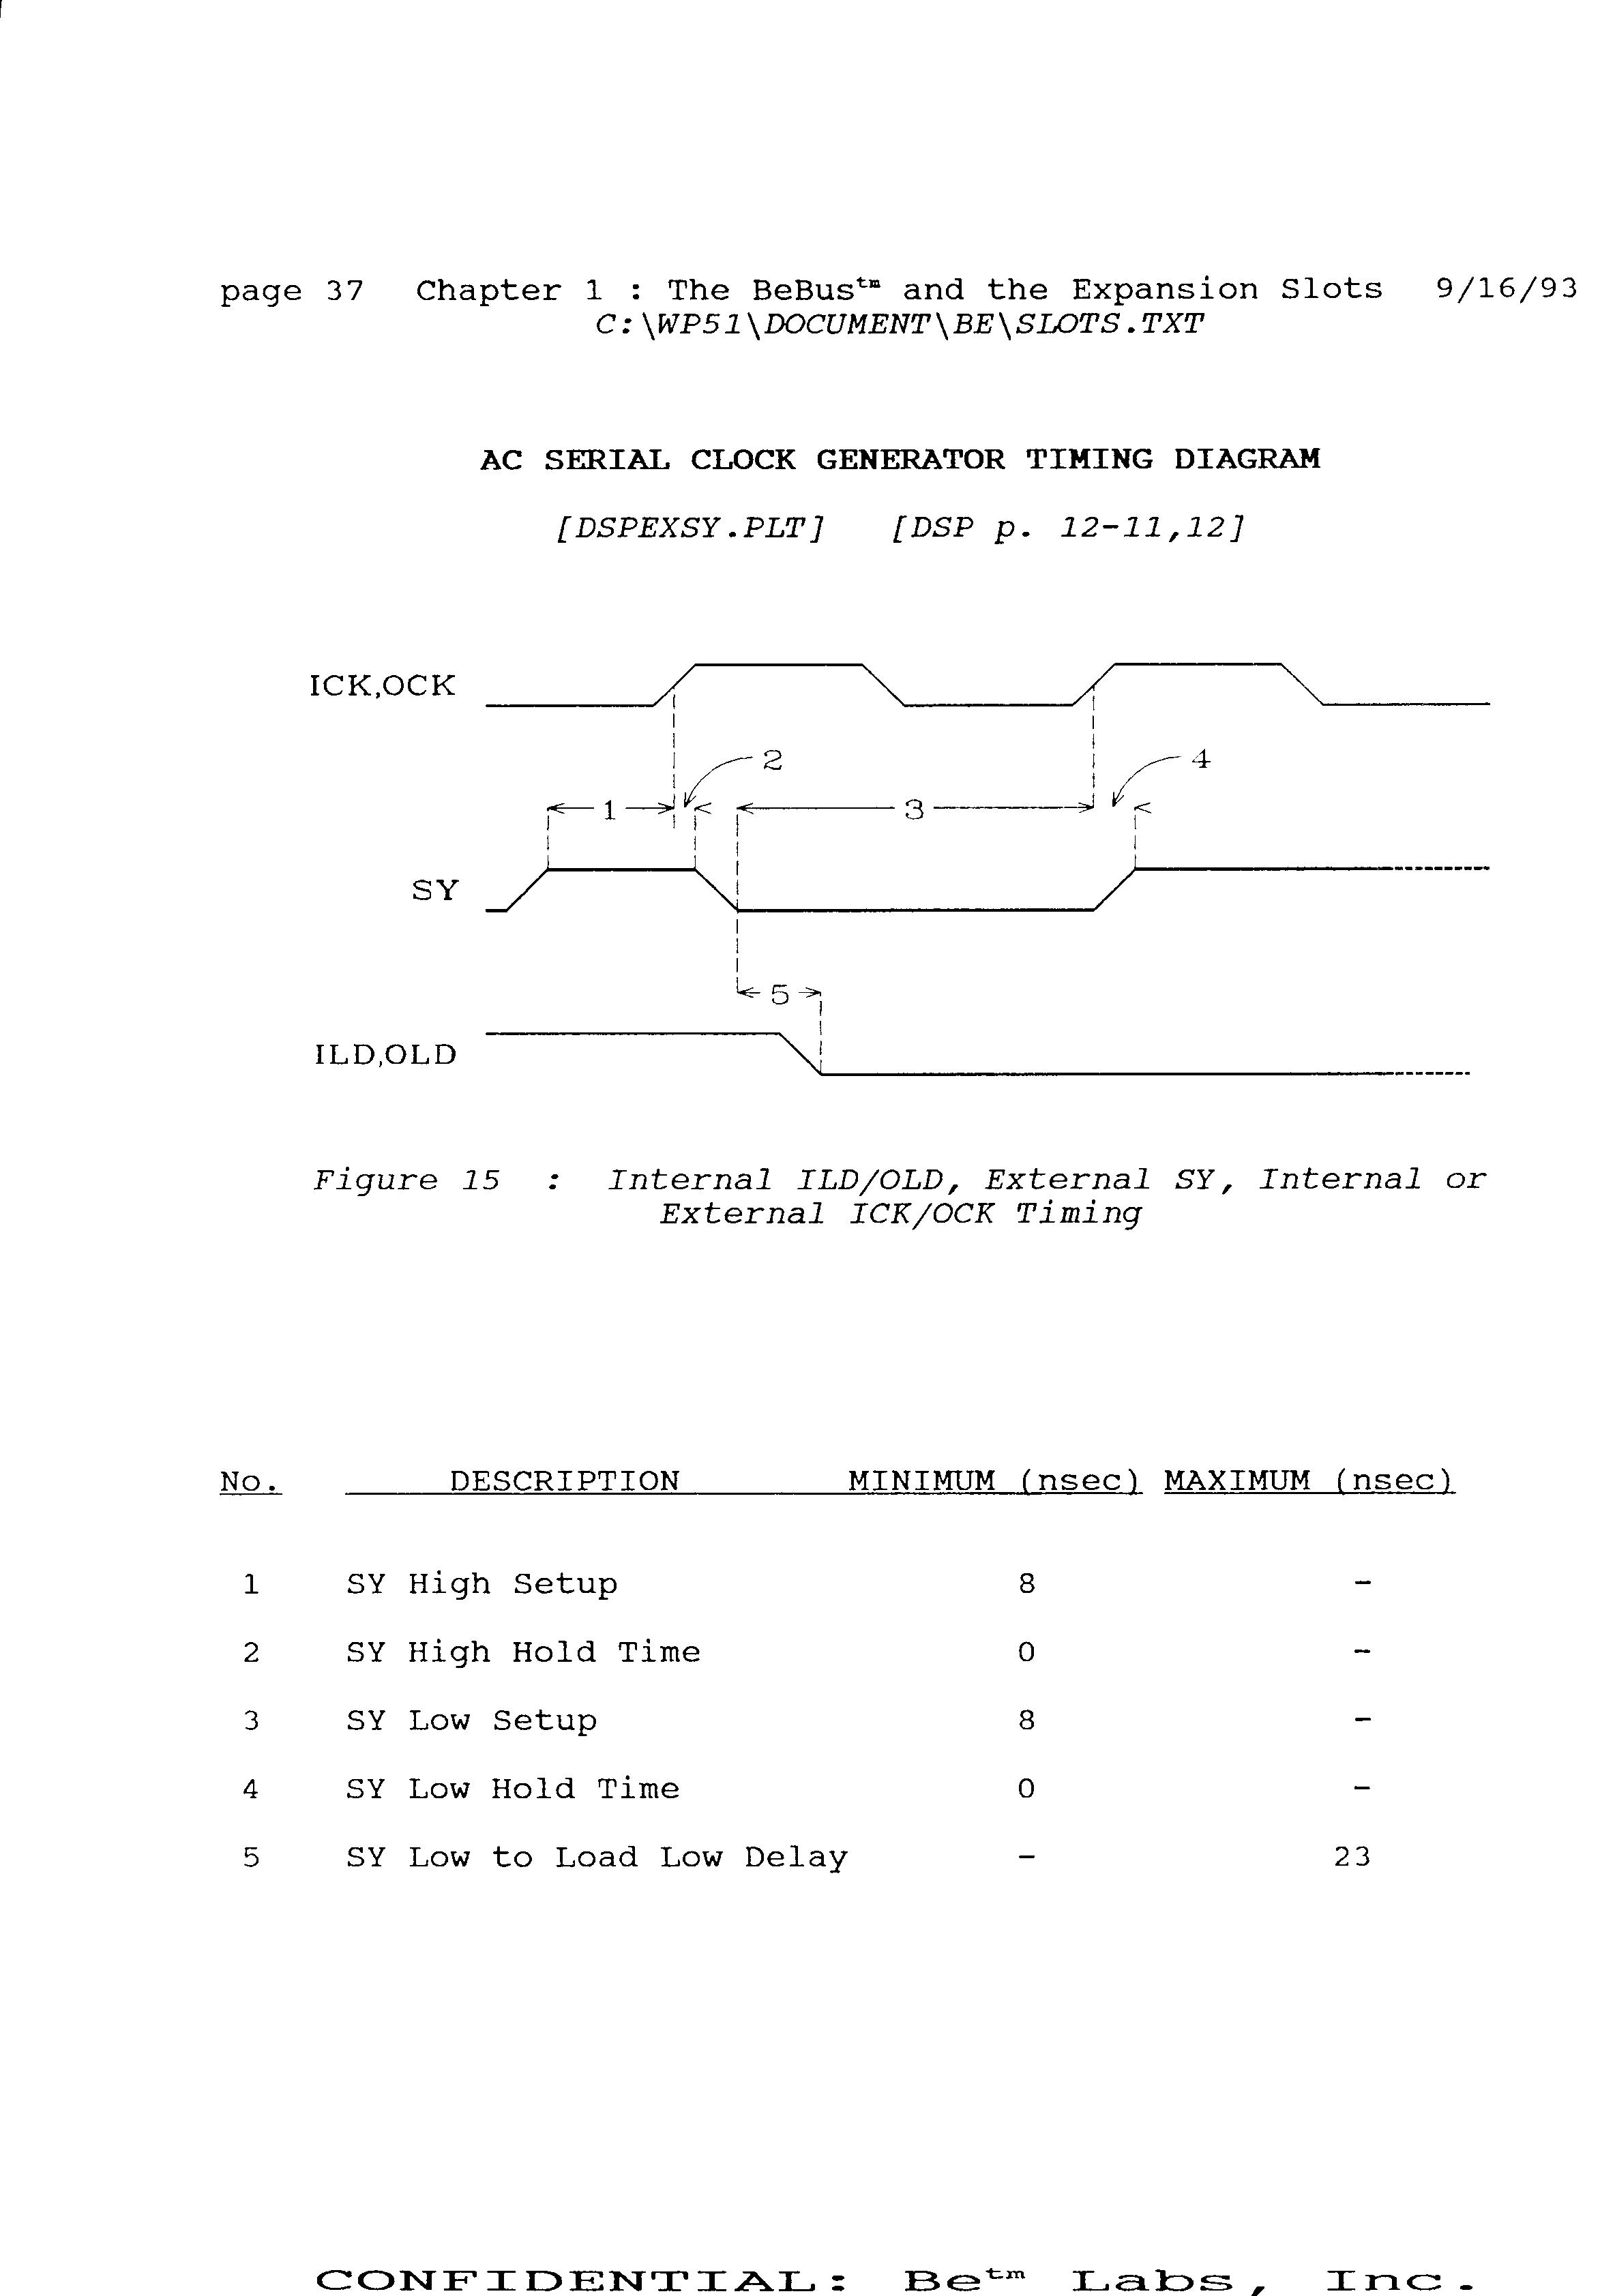 page 37 Chapter 1 : The BeBus™ and the Expansion Slots 9/16/93
C:\WP51\DOCUMENT\BE\SLOTS.TXT
AC SERIAL CLOCK GENERATOR TIMING DIAGRAM
[DSPEXSY.PLT] [DSP p. 12-11,12]
ICK,OCK
2 4
1 3
SY
5
ILD,OLD
Figure 15 : Internal ILD/OLD, External SY, Internal or
External ICK/OCK Timing
No. DESCRIPTION MINIMUM (nsec) MAXIMUM (nsec)
1 SY High Setup 8 -
2 SY High Hold Time 0 -
3 SY Low Setup 8 -
4 SY Low Hold Time 0 -
5 SY Low to Load Low Delay - 23
CONFIDENTIAL: Be™ Labs, Inc.